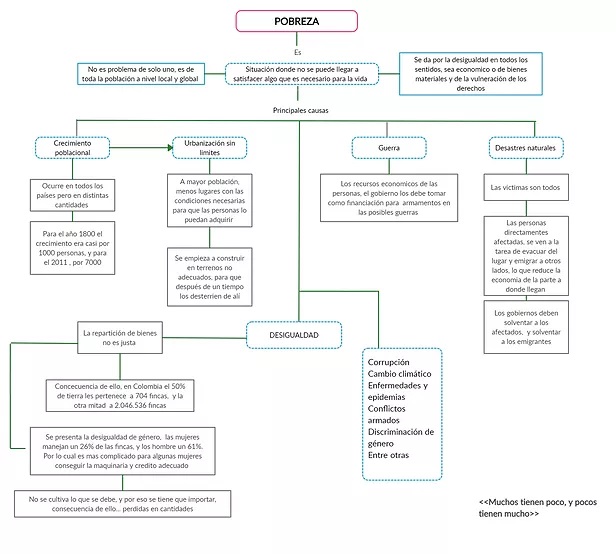 POBREZA
Es
No es problema de solo uno, es de
toda la población a nivel local y global
Situación donde no se puede llegar a
satisfacer algo que es necesario para la vida
Se da por la desigualdad en todos los
sentidos, sea economico o de bienes
materiales y de la vulneración de los
derechos
Principales causas
Crecimiento
poblacional
Urbanización sin
limites
Guerra
Desastres naturales
Ocurre en todos los
países pero en distintas
cantidades
Para el año 1800 el
crecimiento era casi por
1000 personas, y para
el 2011 , por 7000
A mayor población,
menos lugares con las
condiciones necesarias
para que las personas lo
puedan adquirir
Se empieza a construir
en terrenos no
adecuados, para que
después de un tiempo
los destierren de alí
Los recursos economicos de las
personas, el gobierno los debe tomar
como financiación para armamentos en
las posibles guerras
Las victimas son todos
Las personas
directamente
afectadas, se ven a la
tarea de evacuar del
lugar y emigrar a otros
lados, lo que reduce la
economía de la parte a
donde llegan
Los gobiernos deben
solventar a los
afectados, y solventar
a los emigrantes
DESIGUALDAD
La repartición de bienes
no es justa
Concecuencia de ello, en Colombia el 50%
de tierra les pertenece a 704 fincas, y la
otra mitad a 2.046.536 fincas
Se presenta la desigualdad de género, las mujeres
manejan un 26% de las fincas, y los hombre un 61%.
Por lo cual es mas complicado para algunas mujeres
conseguir la maquinaria y credito adecuado
No se cultiva lo que se debe, y por eso se tiene que importar,
consecuencia de ello... perdidas en cantidades
Corrupción
Cambio climático
Enfermedades y
epidemias
Conflictos
armados
Discriminación de
género
Entre otras
<<Muchos tienen poco, y pocos
tienen mucho>>